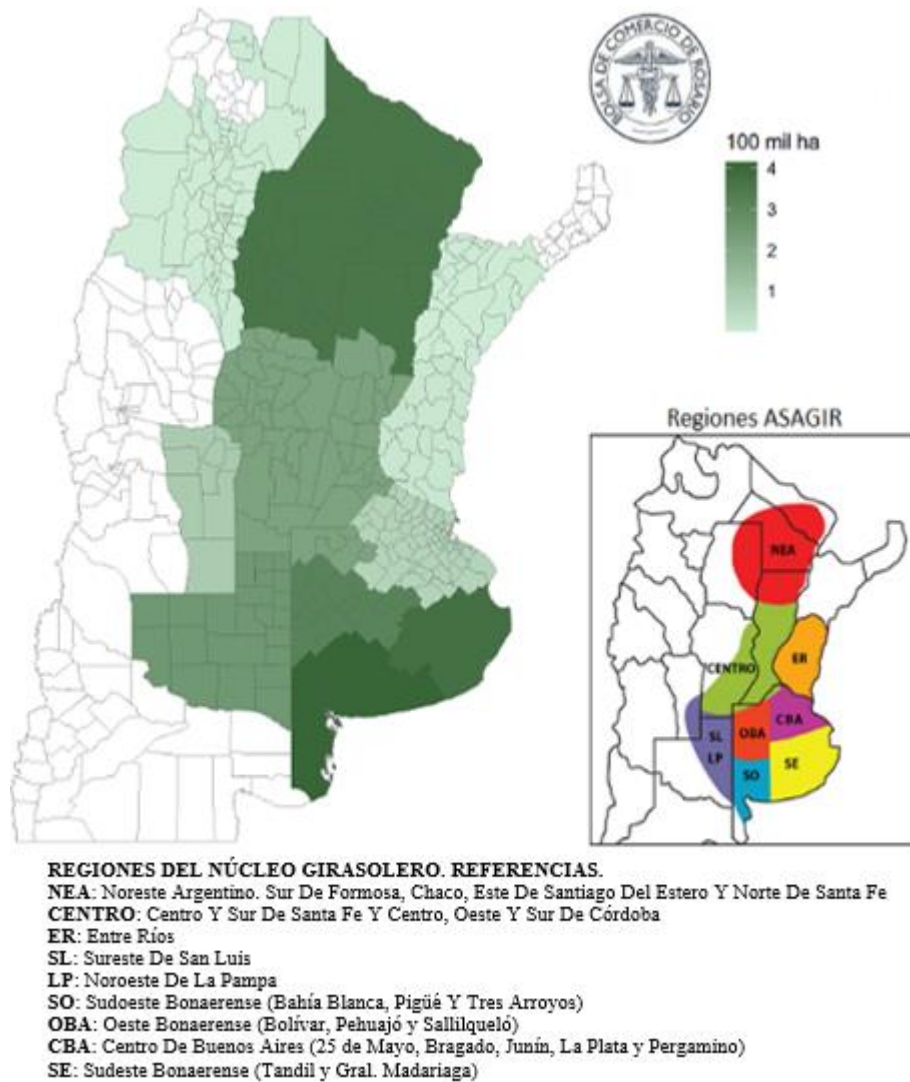 BOLSA DE COMERCIO DE ROSARIO
100 mil ha
4
3
2
1
Regiones ASAGIR
NEA
CENTRO
ER
CBA
SL
OBA
LP
SO
SE
REGIONES DEL NÚCLEO GIRASOLERO. REFERENCIAS.
NEA: Noreste Argentino. Sur De Formosa, Chaco, Este De Santiago Del Estero Y Norte De Santa Fe
CENTRO: Centro Y Sur De Santa Fe Y Centro, Oeste Y Sur De Córdoba
ER: Entre Ríos
SL: Sureste De San Luis
LP: Noroeste De La Pampa
SO: Sudoeste Bonaerense (Bahía Blanca, Pigüé Y Tres Arroyos)
OBA: Oeste Bonaerense (Bolívar, Pehuajó y Sallilqueló)
CBA: Centro De Buenos Aires (25 de Mayo, Bragado, Junín, La Plata y Pergamino)
SE: Sudeste Bonaerense (Tandil y Gral. Madariaga)